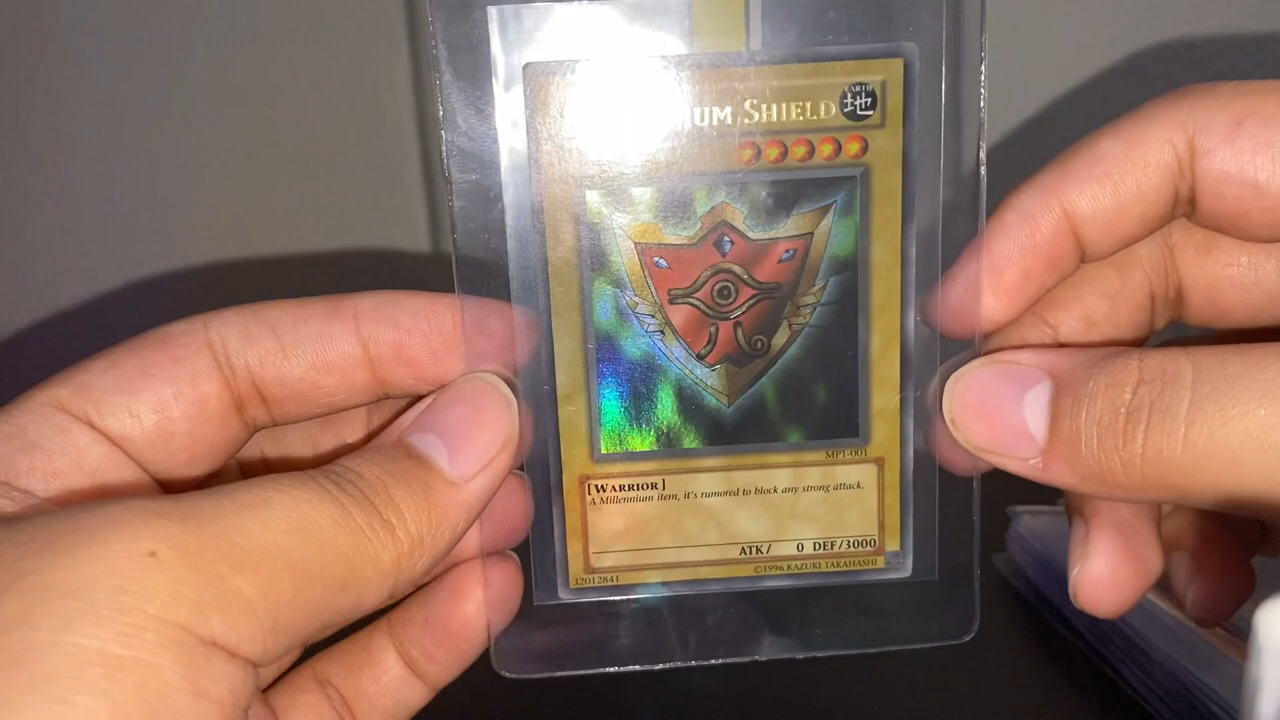 UM SHIELD
EARTH
地
MP1-001
[WARRIOR]
A Millennium item, it's rumored to block any strong attack.
ATK/ 0 DEF/3000
32012841
©1996 KAZUKI TAKAHASHI